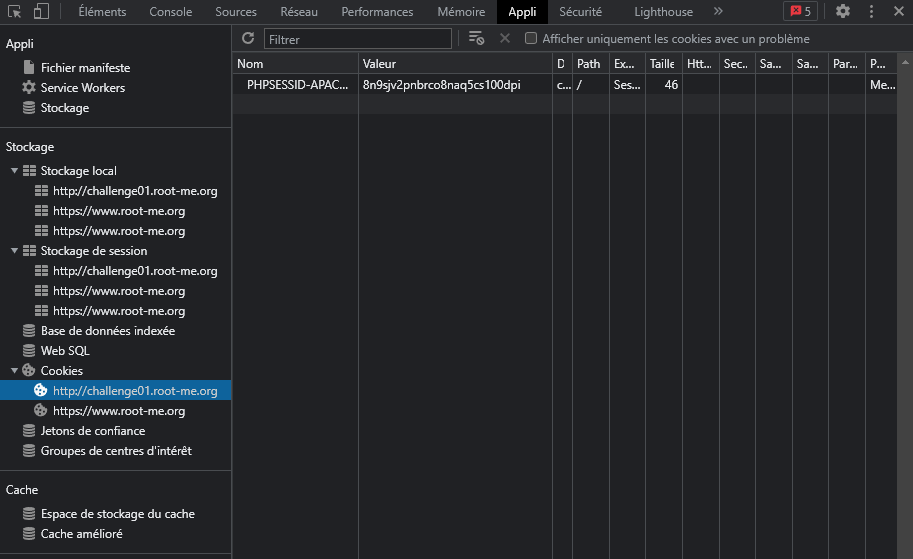 Éléments Console Sources Réseau Performances Mémoire Appli Sécurité Lighthouse » 5
Appli
Fichier manifeste
Service Workers
Stockage
Stockage
Stockage local
http://challenge01.root-me.org
https://www.root-me.org
https://www.root-me.org
Stockage de session
http://challenge01.root-me.org
https://www.root-me.org
https://www.root-me.org
Base de données indexée
Web SQL
Cookies
http://challenge01.root-me.org
https://www.root-me.org
Jetons de confiance
Groupes de centres d'intérêt
Cache
Espace de stockage du cache
Cache amélioré
Filtrer Afficher uniquement les cookies avec un problème
Nom Valeur D Path Ex... Taille Htt... Sec... Sa... Sa... Par... P...
PHPSESSID-APAC... 8n9sjv2pnbrco8naq5cs100dpi c... / Ses... 46 Me...